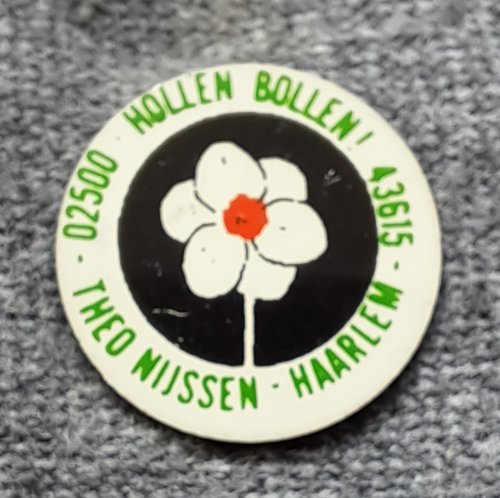 02500 - HOLLEN BOLLEN! 43615 -
THEO NIJSSEN - HAARLEM -